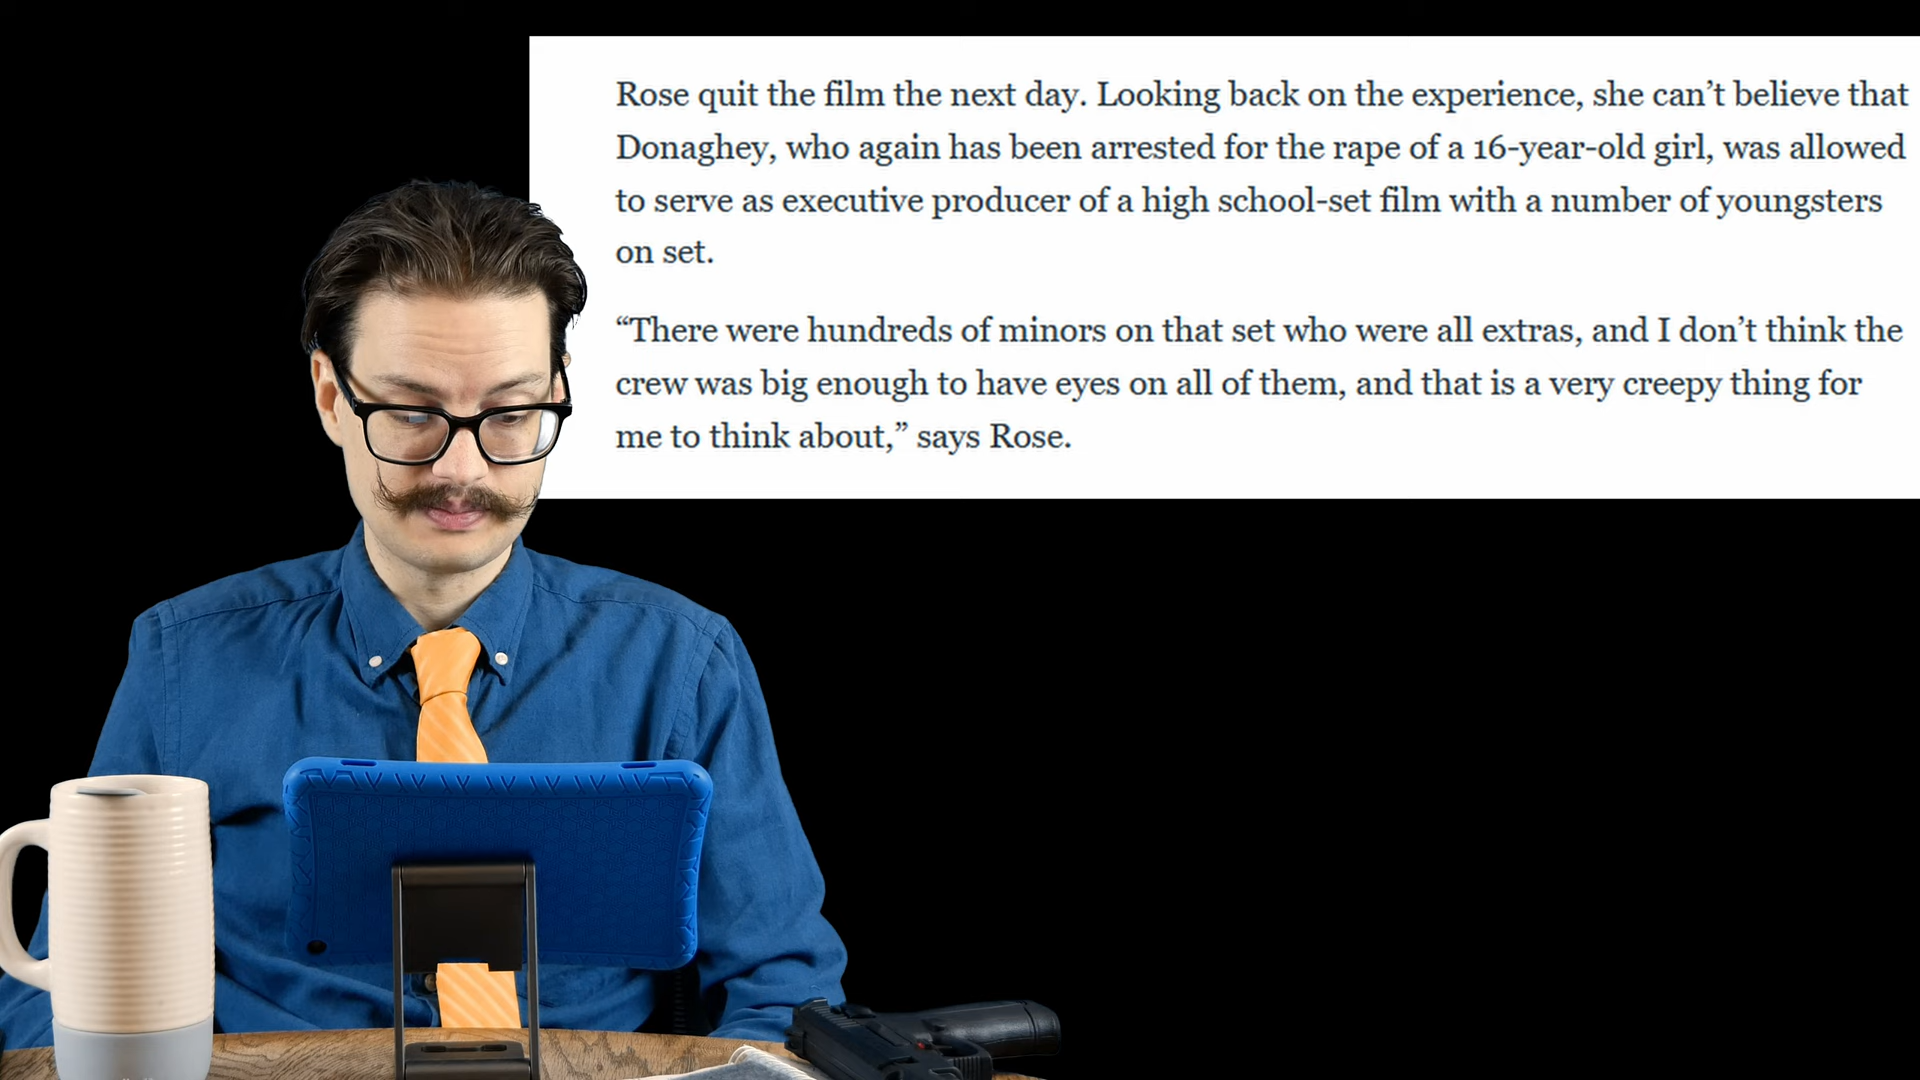 Rose quit the film the next day. Looking back on the experience, she can’t believe that
Donaghey, who again has been arrested for the rape of a 16-year-old girl, was allowed
to serve as executive producer of a high school-set film with a number of youngsters
on set.
“There were hundreds of minors on that set who were all extras, and I don’t think the
crew was big enough to have eyes on all of them, and that is a very creepy thing for
me to think about,” says Rose.